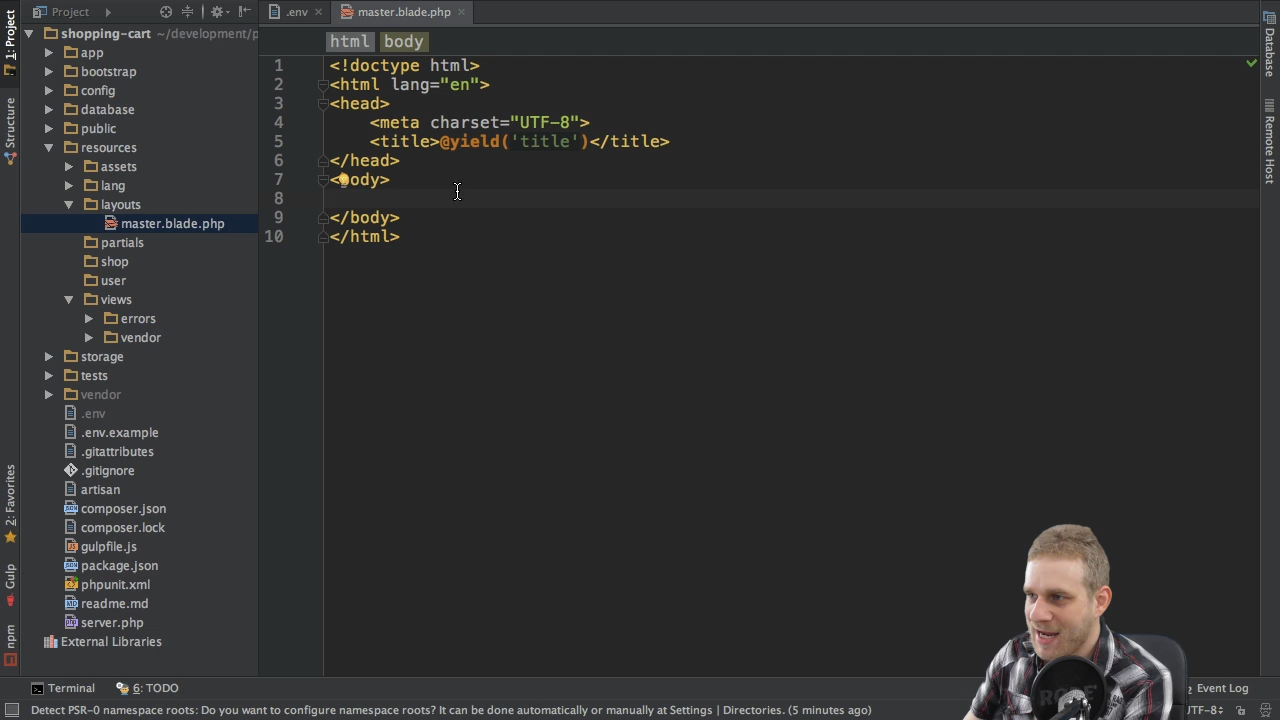 Project
.env
master.blade.php
1: Project
Structure
2: Favorites
Gulp
npm
shopping-cart ~/development/p
app
bootstrap
config
database
public
resources
assets
lang
layouts
master.blade.php
partials
shop
user
views
errors
vendor
storage
tests
vendor
.env
.env.example
.gitattributes
.gitignore
artisan
composer.json
composer.lock
gulpfile.js
package.json
phpunit.xml
readme.md
server.php
External Libraries
html body
1 <!doctype html>
2 <html lang="en">
3 <head>
4 <meta charset="UTF-8">
5 <title>@yield('title')</title>
6 </head>
7 <body>
8
9 </body>
10 </html>
Database
Remote Host
RODE
Terminal
6: TODO
Event Log
Detect PSR-0 namespace roots: Do you want to configure namespace roots? It can be done automatically or manually at Settings | Directories. (5 minutes ago)
UTF-8